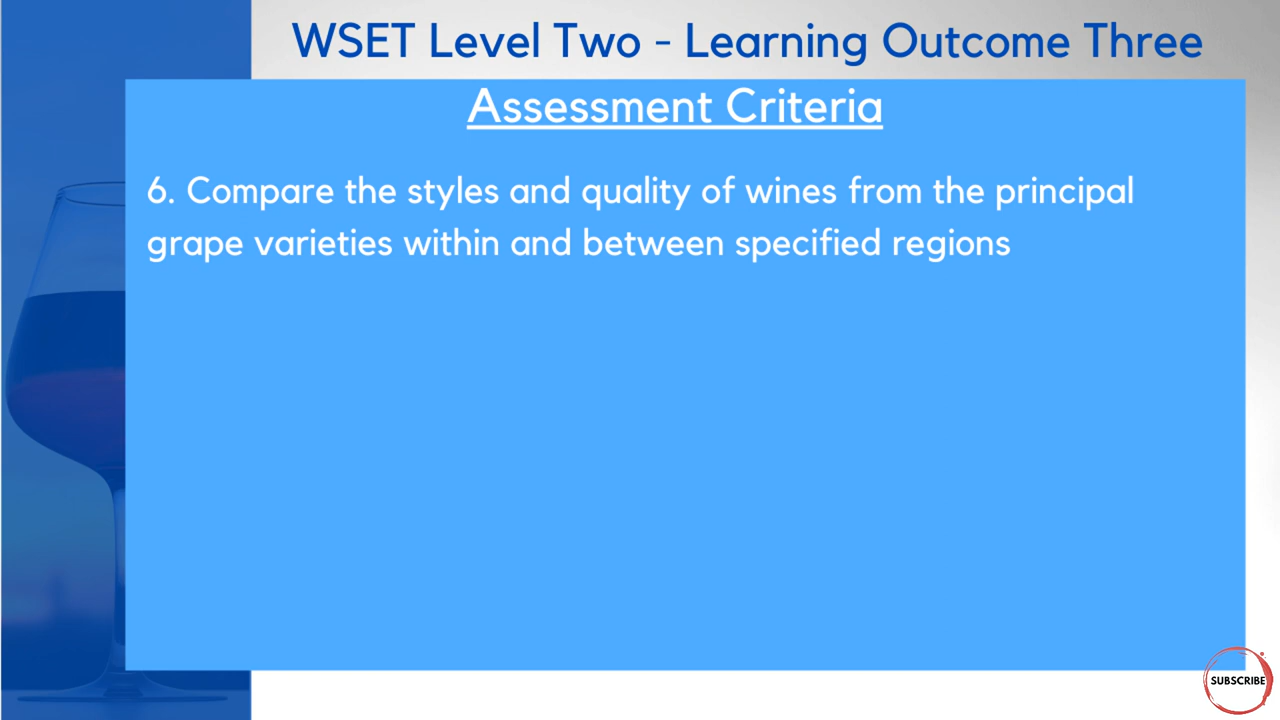 WSET Level Two - Learning Outcome Three
Assessment Criteria
6. Compare the styles and quality of wines from the principal
grape varieties within and between specified regions
SUBSCRIBE